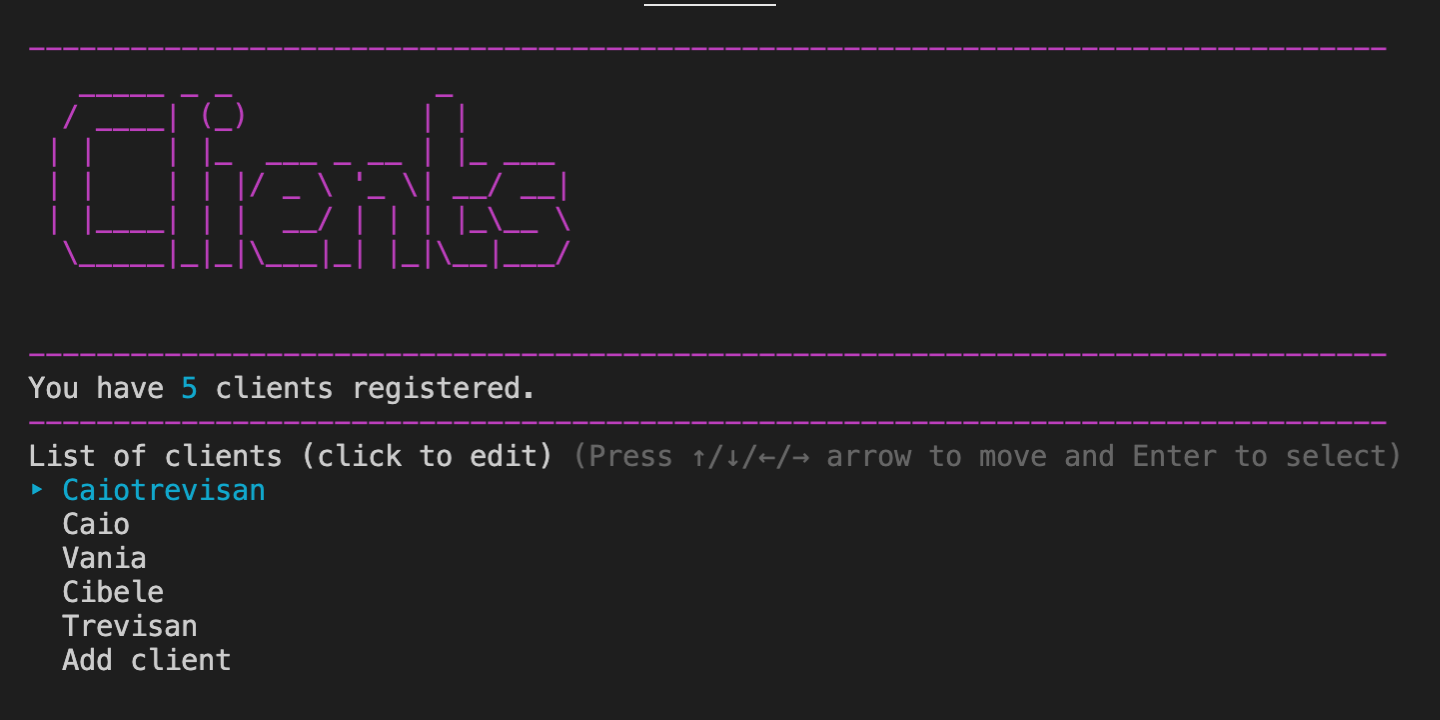 Clients
You have 5 clients registered.
List of clients (click to edit) (Press ↑/↓/←/→ arrow to move and Enter to select)
‣ Caiotrevisan
Caio
Vania
Cibele
Trevisan
Add client